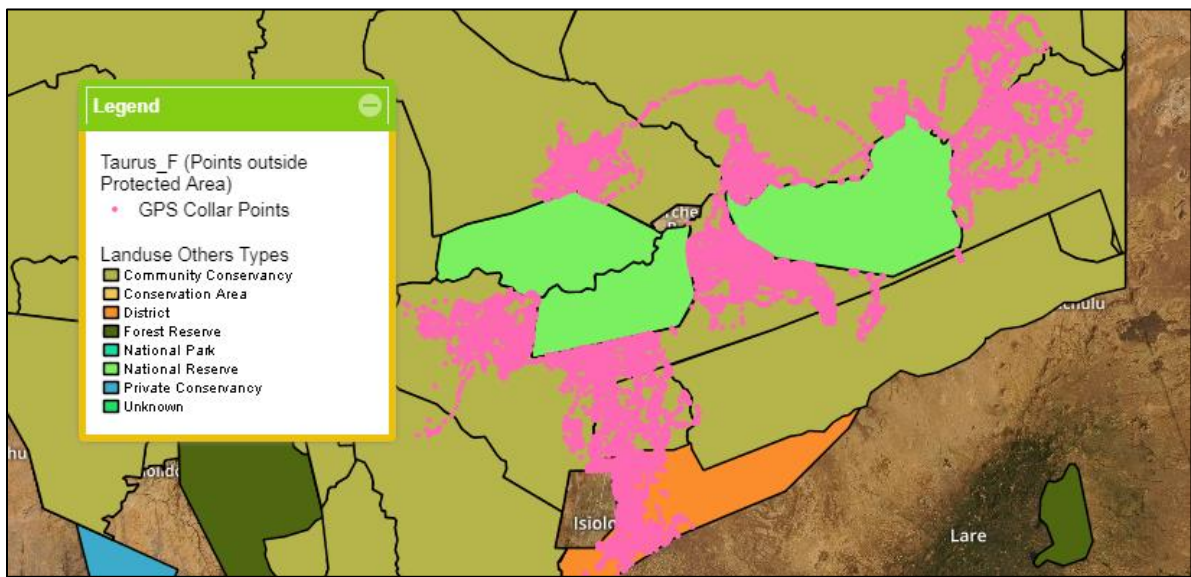 Legend
Taurus_F (Points outside
Protected Area)
GPS Collar Points
Landuse Others Types
Community Conservancy
Conservation Area
District
Forest Reserve
National Park
National Reserve
Private Conservancy
Unknown
Lare